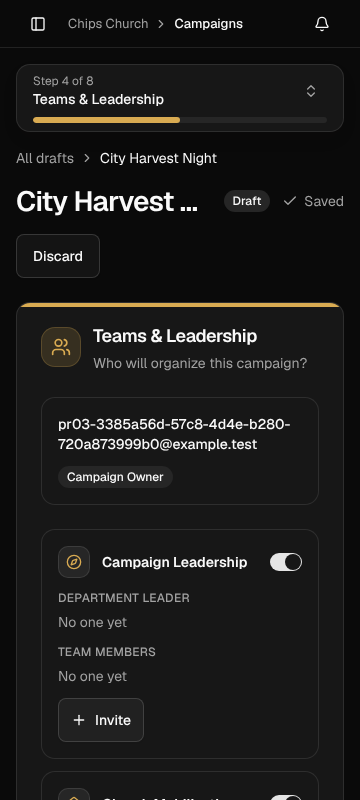 Chips Church > Campaigns
Step 4 of 8
Teams & Leadership
All drafts > City Harvest Night
City Harvest ...
Draft
Saved
Discard
Teams & Leadership
Who will organize this campaign?
pr03-3385a56d-57c8-4d4e-b280-
720a873999b0@example.test
Campaign Owner
Campaign Leadership
DEPARTMENT LEADER
No one yet
TEAM MEMBERS
No one yet
Invite